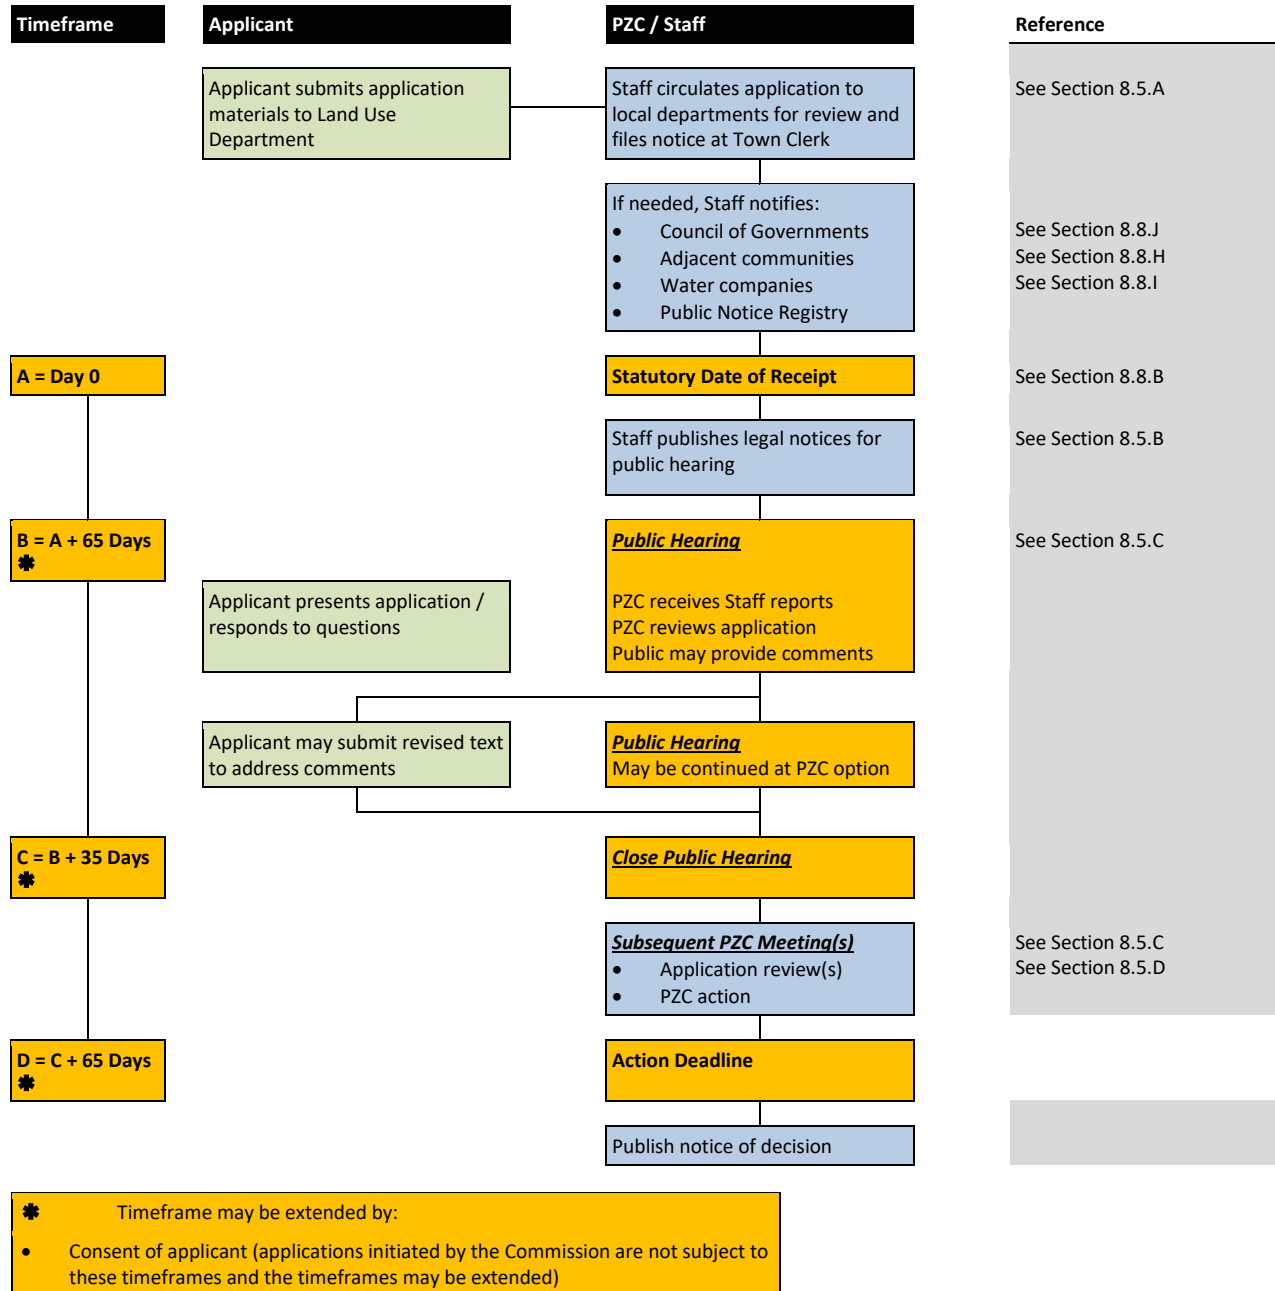 Timeframe
Applicant
PZC / Staff
Reference
Applicant submits application
materials to Land Use
Department
Staff circulates application to
local departments for review and
files notice at Town Clerk
See Section 8.5.A
If needed, Staff notifies:
• Council of Governments
• Adjacent communities
• Water companies
• Public Notice Registry
See Section 8.8.J
See Section 8.8.H
See Section 8.8.I
A = Day 0
Statutory Date of Receipt
See Section 8.8.B
Staff publishes legal notices for
public hearing
See Section 8.5.B
B = A + 65 Days
✱
Public Hearing
See Section 8.5.C
Applicant presents application /
responds to questions
PZC receives Staff reports
PZC reviews application
Public may provide comments
Applicant may submit revised text
to address comments
Public Hearing
May be continued at PZC option
C = B + 35 Days
✱
Close Public Hearing
Subsequent PZC Meeting(s)
• Application review(s)
• PZC action
See Section 8.5.C
See Section 8.5.D
D = C + 65 Days
✱
Action Deadline
Publish notice of decision
✱ Timeframe may be extended by:
• Consent of applicant (applications initiated by the Commission are not subject to
these timeframes and the timeframes may be extended)